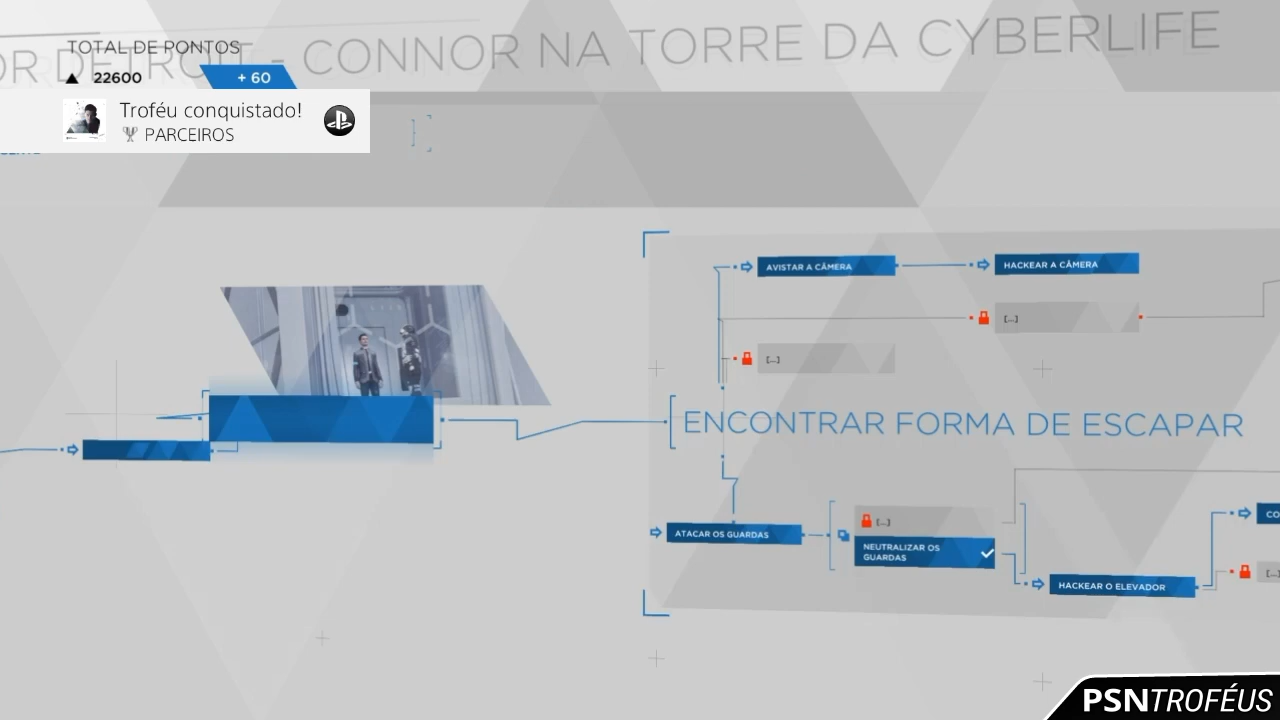 OR DETROIT - CONNOR NA TORRE DA CYBERLIFE
TOTAL DE PONTOS
22600
+ 60
Troféu conquistado!
PARCEIROS
AVISTAR A CÂMERA
HACKEAR A CÂMERA
[...]
[...]
ENCONTRAR FORMA DE ESCAPAR
ATACAR OS GUARDAS
[...]
NEUTRALIZAR OS
GUARDAS
HACKEAR O ELEVADOR
CO
[...]
PSNTROFÉUS